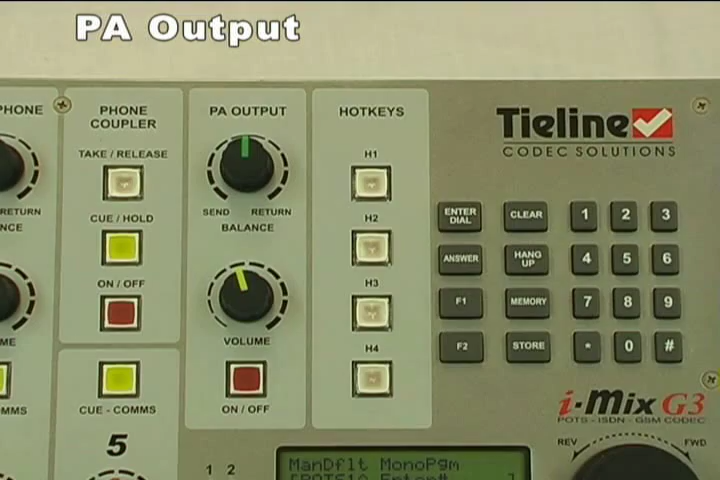 PA Output
PHONE
PHONE
COUPLER
TAKE / RELEASE
CUE / HOLD
ON / OFF
CUE - COMMS
5
RETURN
PA OUTPUT
SEND RETURN
BALANCE
VOLUME
ON / OFF
HOTKEYS
H1
H2
H3
H4
Tieline
CODEC SOLUTIONS
ENTER
DIAL
CLEAR
1 2 3
ANSWER
HANG
UP
4 5 6
F1
MEMORY
7 8 9
F2
STORE
* 0 #
i-Mix G3
POTS - ISDN - GSM CODEC
REV
FWD
1 2
ManDflt MonoPgm